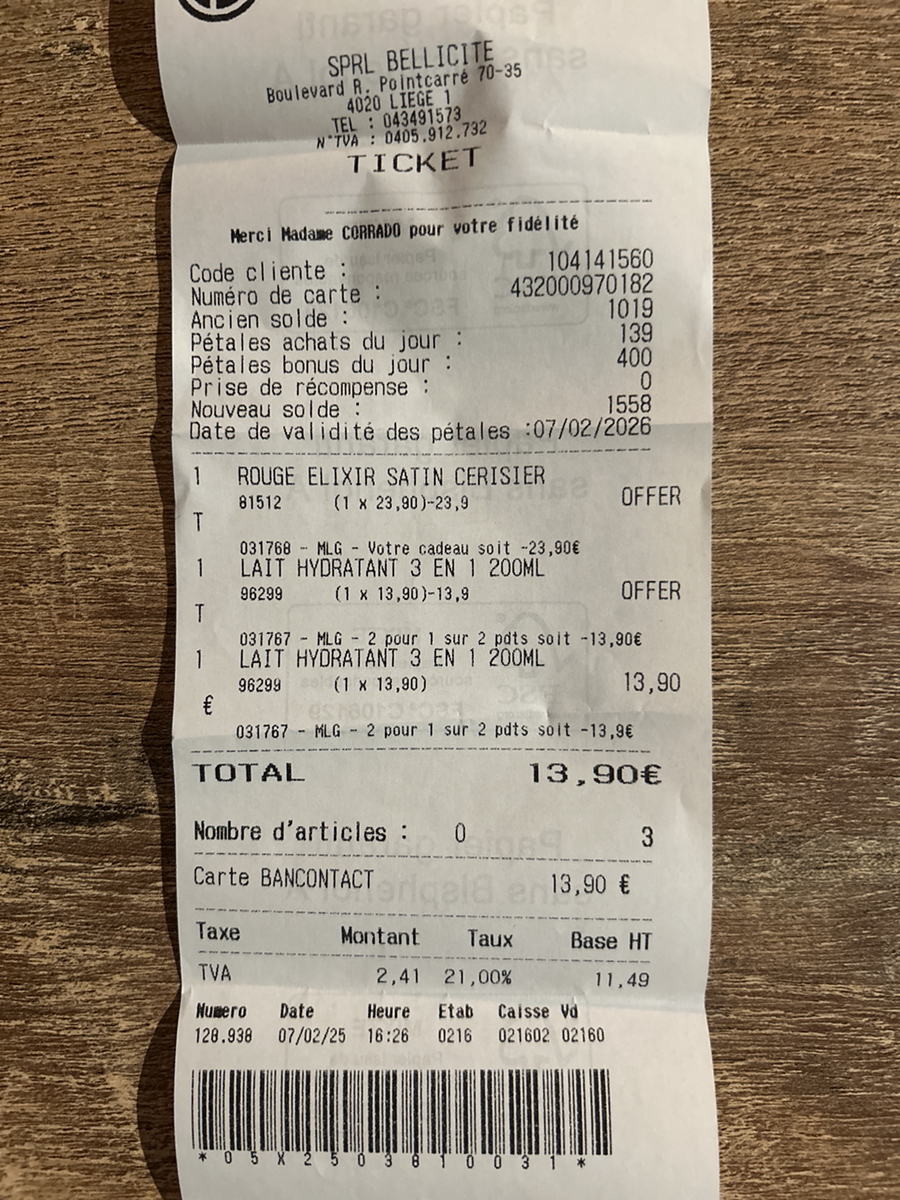 SPRL BELLICITE
Boulevard R. Pointcarré 70-35
4020 LIEGE 1
TEL : 043491573
N°TVA : 0405.912.732
TICKET
Merci Madame CORRADO pour votre fidélité
Code cliente : 104141560
Numéro de carte : 432000970182
Ancien solde : 1019
Pétales achats du jour : 139
Pétales bonus du jour : 400
Prise de récompense : 0
Nouveau solde : 1558
Date de validité des pétales :07/02/2026
1 ROUGE ELIXIR SATIN CERISIER
81512 (1 x 23,90)-23,9 OFFER
T
031768 - MLG - Votre cadeau soit -23,90€
1 LAIT HYDRATANT 3 EN 1 200ML
96299 (1 x 13,90)-13,9 OFFER
T
031767 - MLG - 2 pour 1 sur 2 pdts soit -13,90€
1 LAIT HYDRATANT 3 EN 1 200ML
96299 (1 x 13,90) 13,90
€
031767 - MLG - 2 pour 1 sur 2 pdts soit -13,9€
TOTAL 13,90€
Nombre d'articles : 0 3
Carte BANCONTACT 13,90 €
Taxe Montant Taux Base HT
TVA 2,41 21,00% 11,49
Numero Date Heure Etab Caisse Vd
128.938 07/02/25 16:26 0216 021602 02160
*05X2503810031*